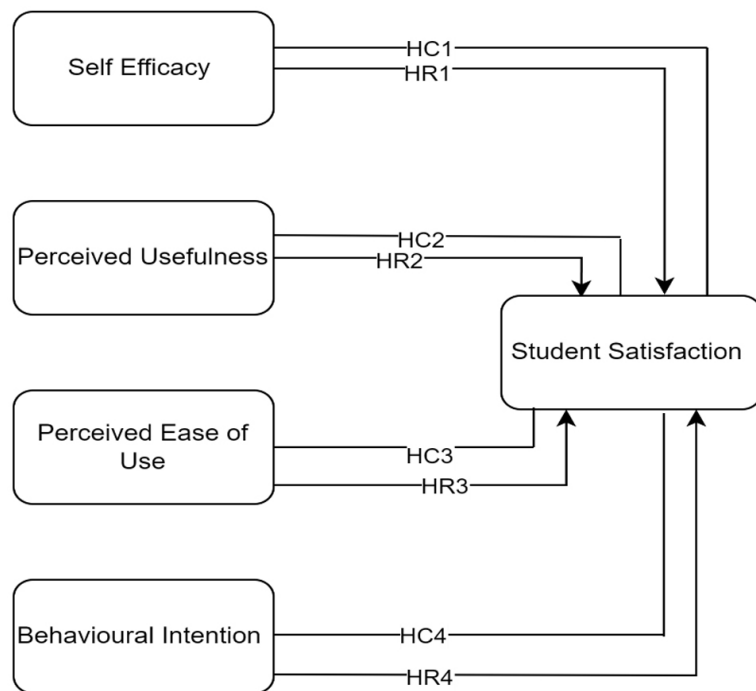 Self Efficacy
HC1
HR1
Perceived Usefulness
HC2
HR2
Student Satisfaction
Perceived Ease of
Use
HC3
HR3
Behavioural Intention
HC4
HR4